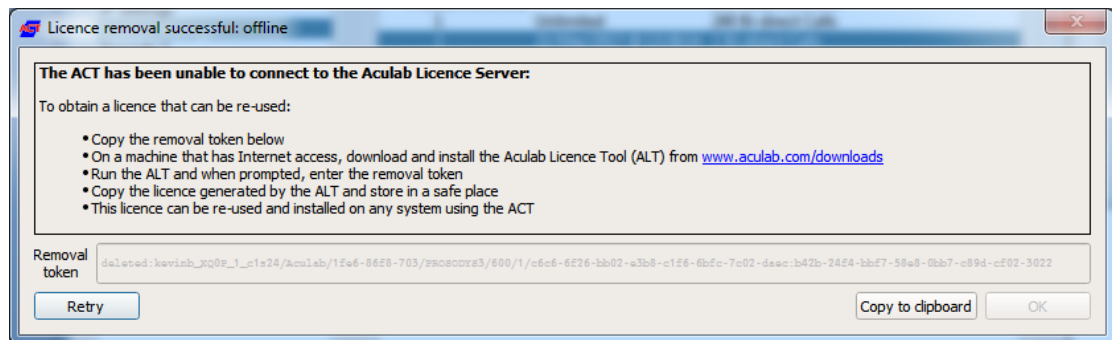 Licence removal successful: offline
The ACT has been unable to connect to the Aculab Licence Server:
To obtain a licence that can be re-used:
•Copy the removal token below
•On a machine that has Internet access, download and install the Aculab Licence Tool (ALT) from www.aculab.com/downloads
•Run the ALT and when prompted, enter the removal token
•Copy the licence generated by the ALT and store in a safe place
•This licence can be re-used and installed on any system using the ACT
Removal
token
Retry
Copy to clipboard
OK